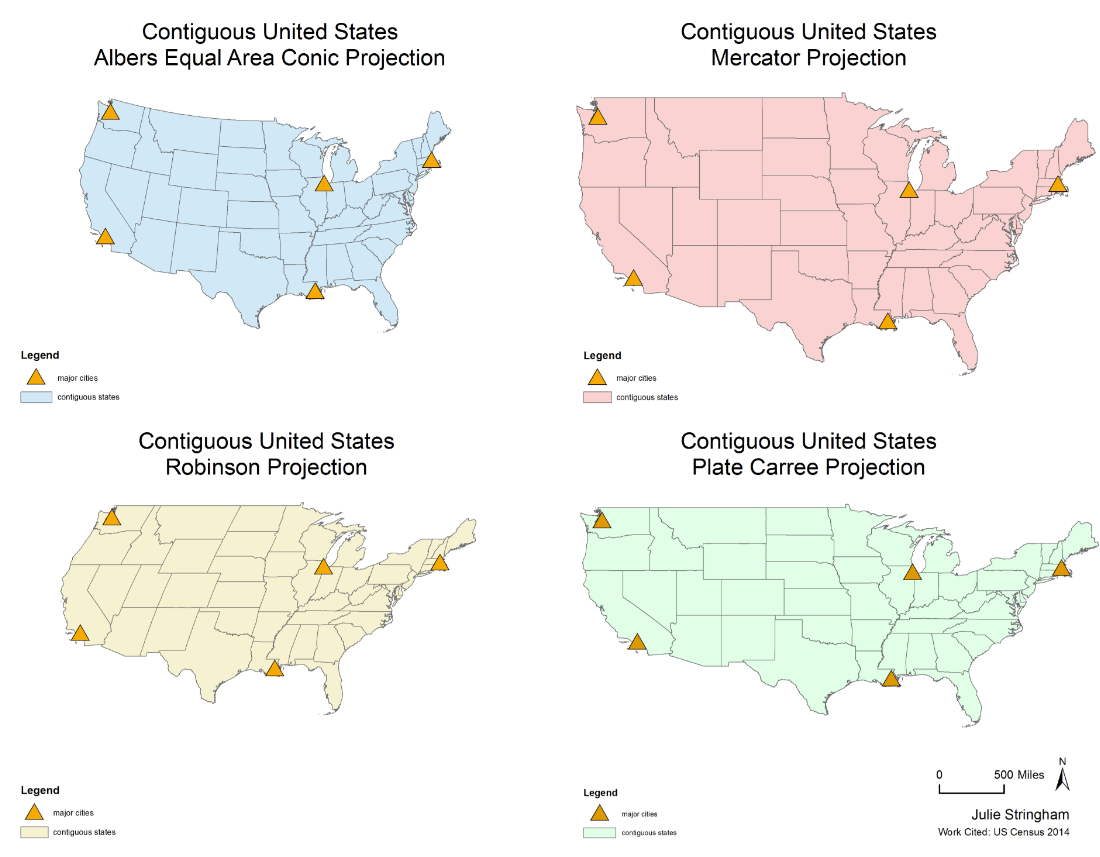 Contiguous United States
Albers Equal Area Conic Projection
Legend
major cities
contiguous states
Contiguous United States
Mercator Projection
Legend
major cities
contiguous states
Contiguous United States
Robinson Projection
Legend
major cities
contiguous states
Contiguous United States
Plate Carree Projection
Legend
major cities
contiguous states
0 500 Miles
N
Julie Stringham
Work Cited: US Census 2014